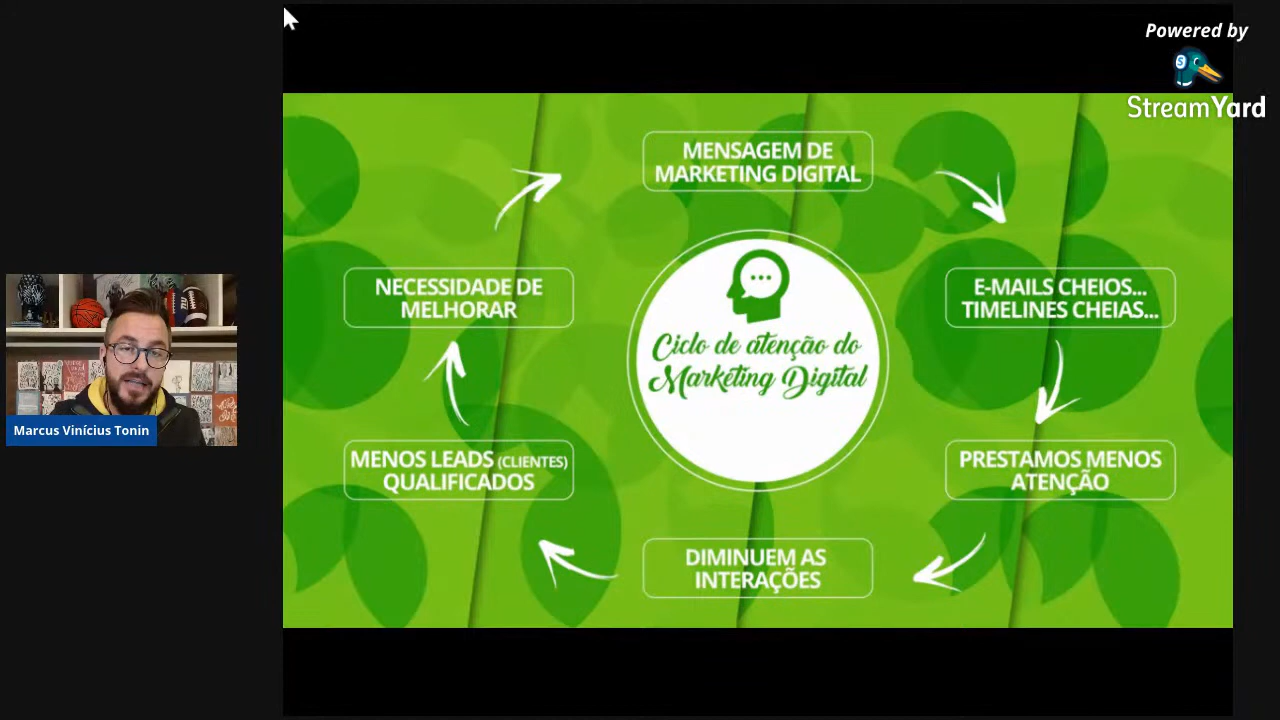 Powered by
StreamYard
MENSAGEM DE
MARKETING DIGITAL
E-MAILS CHEIOS...
TIMELINES CHEIAS...
PRESTAMOS MENOS
ATENÇÃO
DIMINUEM AS
INTERAÇÕES
MENOS LEADS (CLIENTES)
QUALIFICADOS
NECESSIDADE DE
MELHORAR
Ciclo de atenção do
Marketing Digital
Marcus Vinícius Tonin